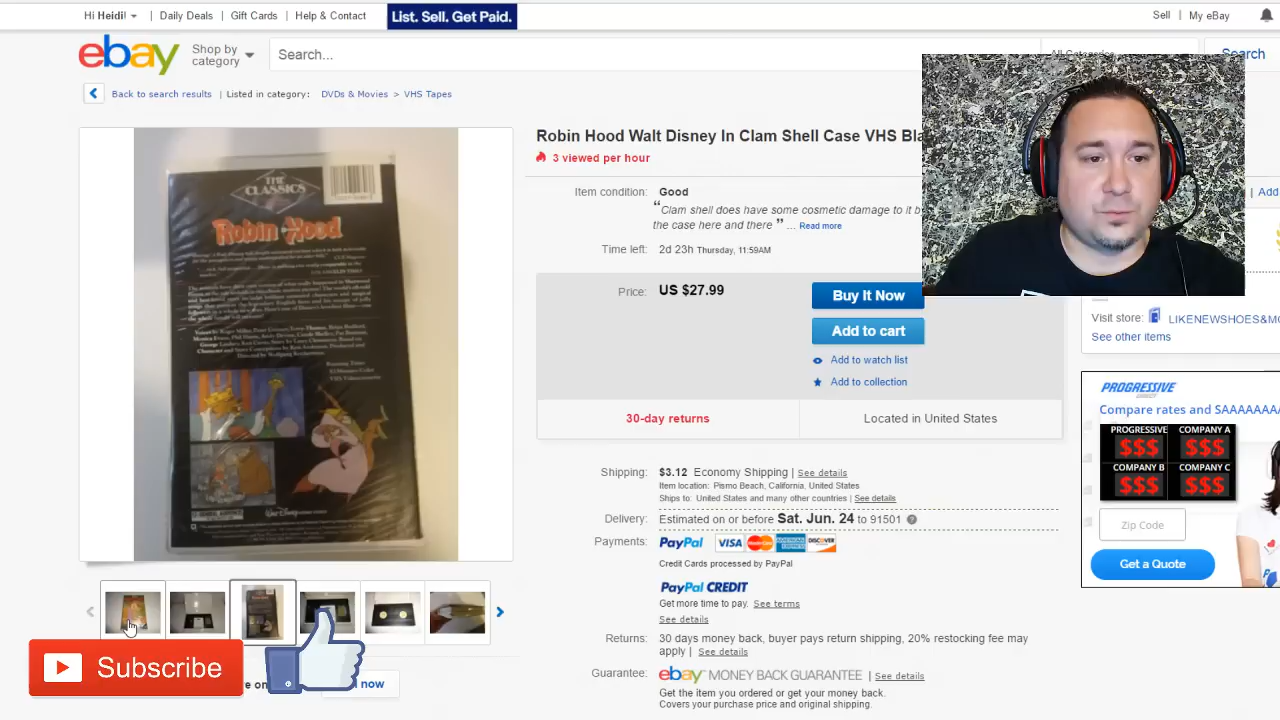 Hi Heidi!
Daily Deals
Gift Cards
Help & Contact
List. Sell. Get Paid.
Sell
My eBay
ebay
Shop by
category
Search...
All Categories
Search
Back to search results
Listed in category:
DVDs & Movies > VHS Tapes
THE
CLASSICS
Robin Hood
Robin Hood Walt Disney In Clam Shell Case VHS Bla
3 viewed per hour
Item condition: Good
“Clam shell does have some cosmetic damage to it by
the case here and there ” ... Read more
Time left: 2d 23h Thursday, 11:59AM
Price: US $27.99
Buy It Now
Add to cart
Add to watch list
Add to collection
30-day returns
Located in United States
Shipping: $3.12 Economy Shipping | See details
Item location: Pismo Beach, California, United States
Ships to: United States and many other countries | See details
Delivery: Estimated on or before Sat. Jun. 24 to 91501
Payments: PayPal VISA DISCOVER
Credit Cards processed by PayPal
PayPal CREDIT
Get more time to pay. See terms
See details
Returns: 30 days money back, buyer pays return shipping, 20% restocking fee may
apply | See details
Guarantee: ebay MONEY BACK GUARANTEE | See details
Get the item you ordered or get your money back.
Covers your purchase price and original shipping.
Add
Visit store: LIKENEWSHOES&MO
See other items
PROGRESSIVE
Compare rates and SAAAAAAA
PROGRESSIVE COMPANY A
$$$ $$$
COMPANY B COMPANY C
$$$ $$$
Zip Code
Get a Quote
Subscribe
e on
now